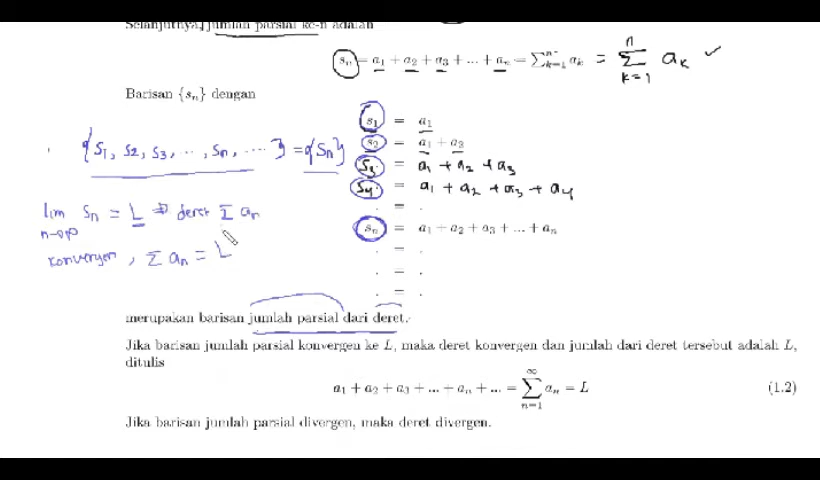 Selanjutnya, jumlah parsial ke-n adalah
sₙ = a₁ + a₂ + a₃ + ... + aₙ = ∑ⁿₖ₌₁ aₖ = ∑ⁿₖ₌₁ aₖ ✓
Barisan {sₙ} dengan
s₁ = a₁
s₂ = a₁ + a₂
{S₁, S₂, S₃, .., Sₙ, ....} = {Sₙ}
S₃ = a₁ + a₂ + a₃
S₄ = a₁ + a₂ + a₃ + a₄
. = .
lim Sₙ = L ⇒ deret Σ aₙ
n→∞
sₙ = a₁ + a₂ + a₃ + ... + aₙ
konvergen, Σ aₙ = L
. = .
. = .
. = .
merupakan barisan jumlah parsial dari deret.
Jika barisan jumlah parsial konvergen ke L, maka deret konvergen dan jumlah dari deret tersebut adalah L,
ditulis
a₁ + a₂ + a₃ + ... + aₙ + ... = ∑^∞ₙ₌₁ aₙ = L (1.2)
Jika barisan jumlah parsial divergen, maka deret divergen.